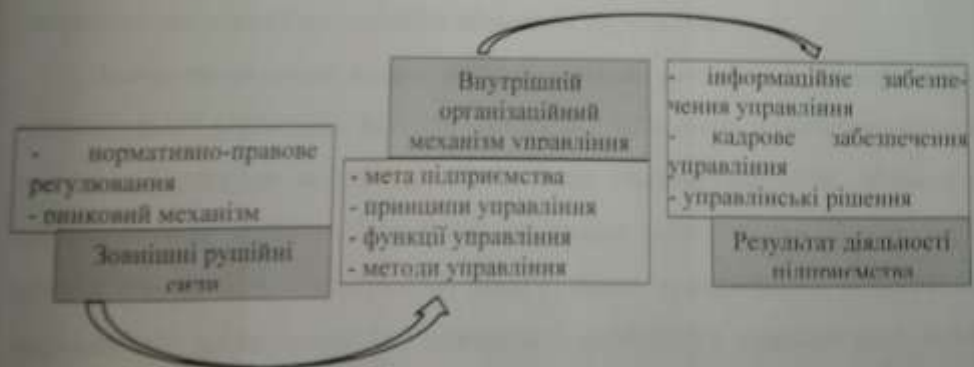 - нормативно-правове
регулювання
- ринковий механізм
Зовнішні рушійні
сили
Внутрішній
організаційний
механізм управління
- мета підприємства
- принципи управління
- функції управління
- методи управління
- інформаційне забезпе-
чення управління
- кадрове забезпечення
управління
- управлінські рішення
Результат діяльності
підприємства